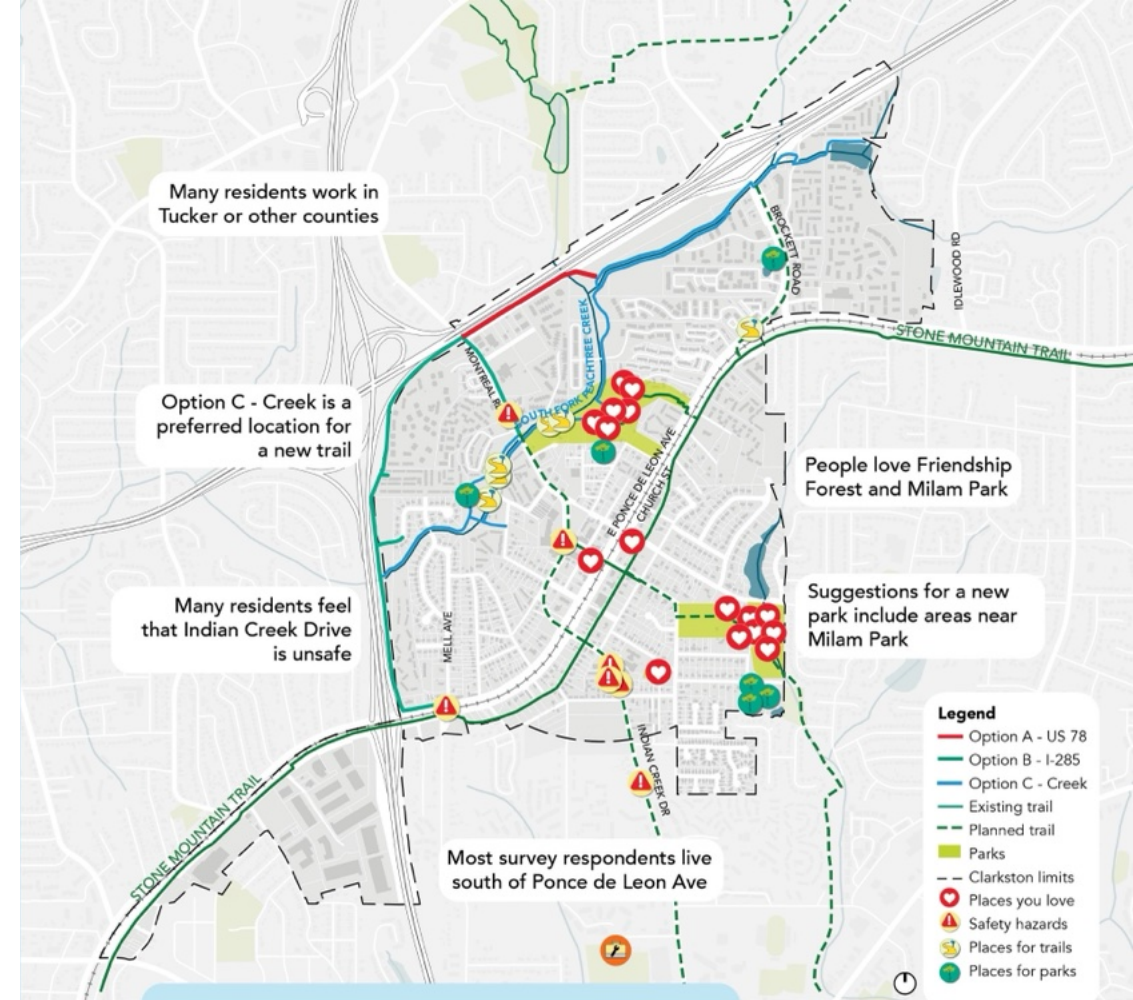 Many residents work in
Tucker or other counties
BROCKETT ROAD
IDLEWOOD RD
STONE MOUNTAIN TRAIL
SOUTH FORK PEACHTREE CREEK
Option C - Creek is a
preferred location for
a new trail
E PONCE DE LEON AVE
CHURCH ST
People love Friendship
Forest and Milam Park
Many residents feel
that Indian Creek Drive
is unsafe
MELL AVE
Suggestions for a new
park include areas near
Milam Park
INDIAN CREEK DR
STONE MOUNTAIN TRAIL
Most survey respondents live
south of Ponce de Leon Ave
Legend
Option A - US 78
Option B - I-285
Option C - Creek
Existing trail
Planned trail
Parks
Clarkston limits
Places you love
Safety hazards
Places for trails
Places for parks